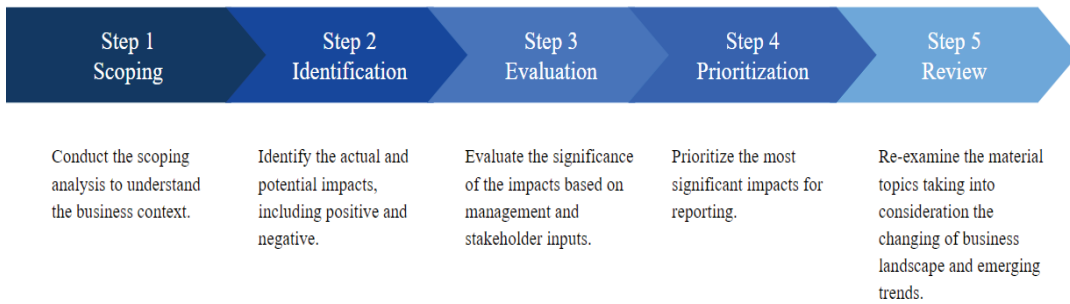 Step 1
Scoping
Step 2
Identification
Step 3
Evaluation
Step 4
Prioritization
Step 5
Review
Conduct the scoping
analysis to understand
the business context.
Identify the actual and
potential impacts,
including positive and
negative.
Evaluate the significance
of the impacts based on
management and
stakeholder inputs.
Prioritize the most
significant impacts for
reporting.
Re-examine the material
topics taking into
consideration the
changing of business
landscape and emerging
trends.